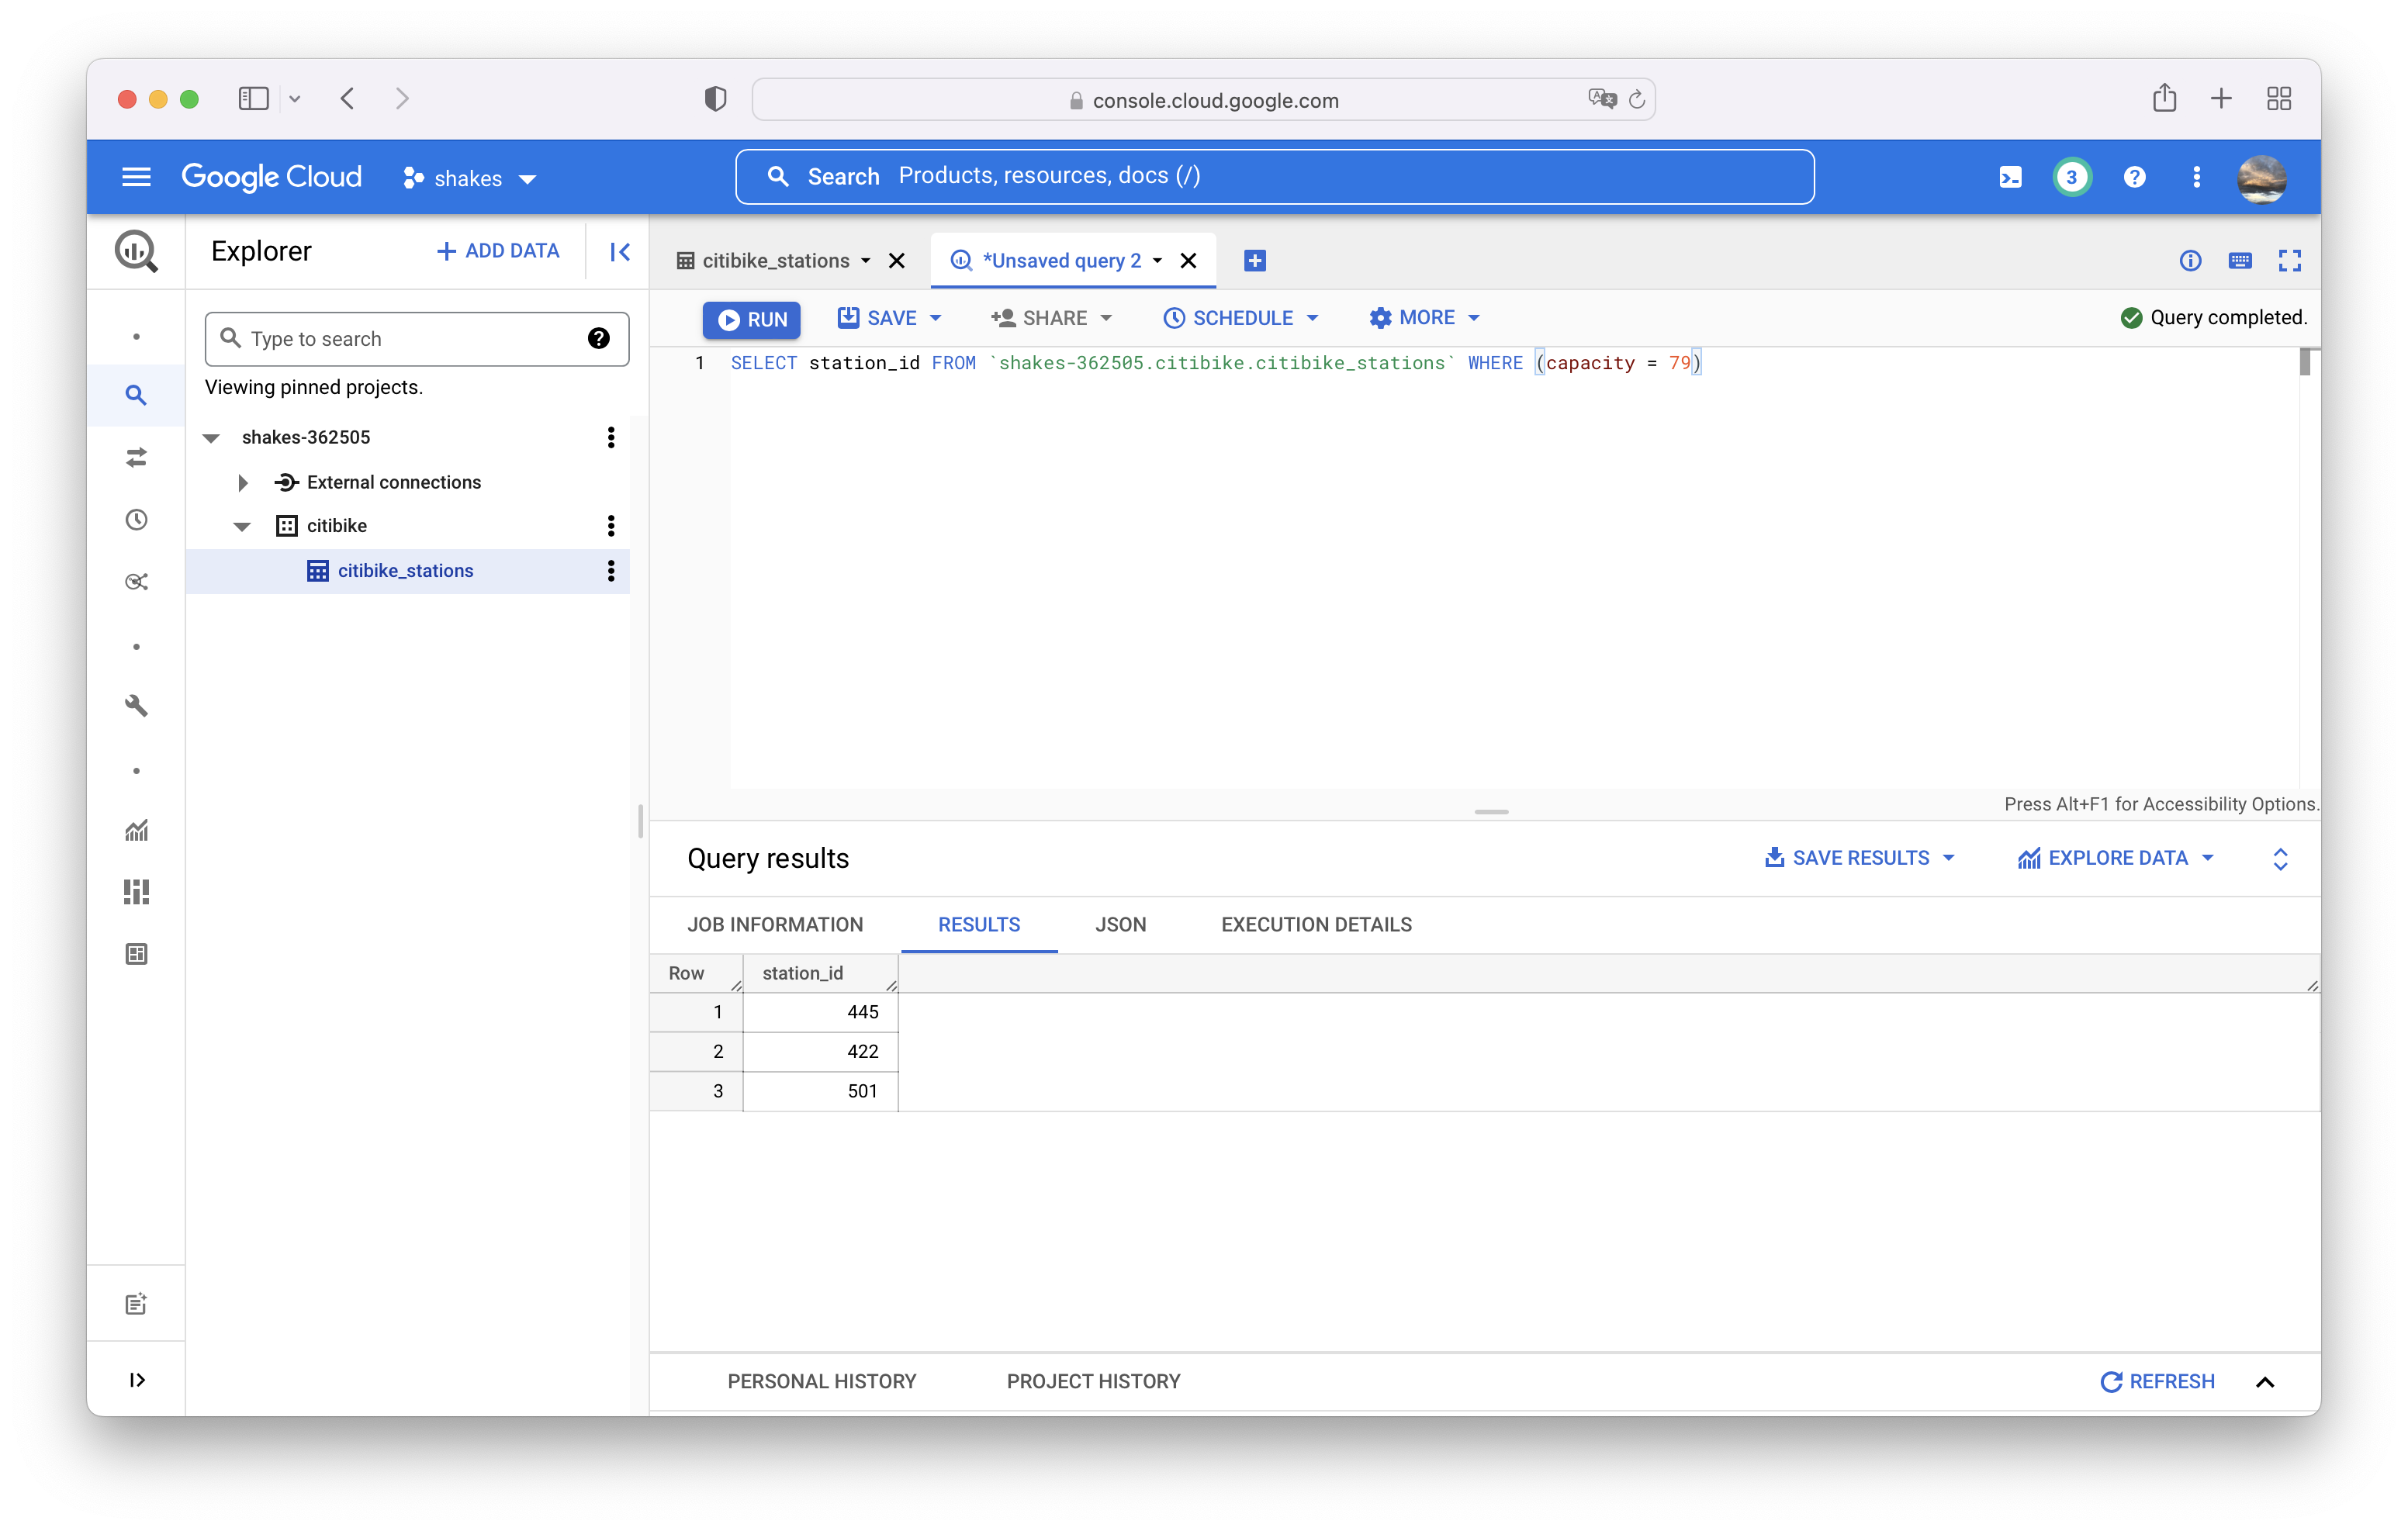 console.cloud.google.com
Google Cloud shakes Search Products, resources, docs (/) 3
Explorer + ADD DATA
citibike_stations *Unsaved query 2
RUN SAVE SHARE SCHEDULE MORE Query completed.
Type to search
Viewing pinned projects.
shakes-362505
External connections
citibike
citibike_stations
1 SELECT station_id FROM `shakes-362505.citibike.citibike_stations` WHERE (capacity = 79)
Press Alt+F1 for Accessibility Options.
Query results SAVE RESULTS EXPLORE DATA
JOB INFORMATION RESULTS JSON EXECUTION DETAILS
Row station_id
1 445
2 422
3 501
PERSONAL HISTORY PROJECT HISTORY REFRESH